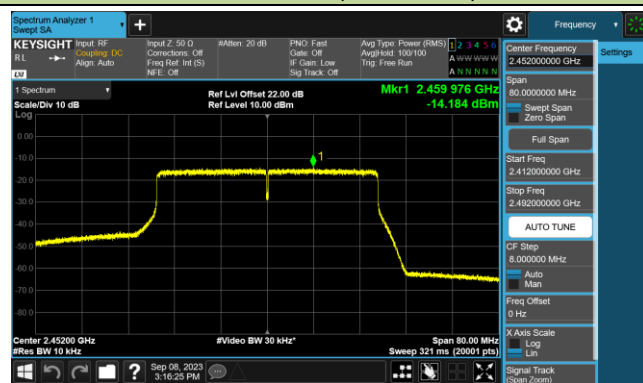 Spectrum Analyzer 1
Swept SA
Frequency
KEYSIGHT
RL
LXI
Input: RF
Coupling: DC
Align: Auto
Input Z: 50 Ω
Corrections: Off
Freq Ref: Int (S)
NFE: Off
#Atten: 20 dB
PNO: Fast
Gate: Off
IF Gain: Low
Sig Track: Off
Avg Type: Power (RMS)
Avg|Hold: 100/100
Trig: Free Run
1 2 3 4 5 6
A W W W W W
A N N N N N
1 Spectrum
Scale/Div 10 dB
Log
Ref Lvl Offset 22.00 dB
Ref Level 10.00 dBm
Mkr1 2.459 976 GHz
-14.184 dBm
1
0.00
-10.0
-20.0
-30.0
-40.0
-50.0
-60.0
-70.0
-80.0
Center 2.45200 GHz
#Res BW 10 kHz
#Video BW 30 kHz*
Span 80.00 MHz
Sweep 321 ms (20001 pts)
Sep 08, 2023
3:16:25 PM
Center Frequency
2.452000000 GHz
Settings
Span
80.0000000 MHz
Swept Span
Zero Span
Full Span
Start Freq
2.412000000 GHz
Stop Freq
2.492000000 GHz
AUTO TUNE
CF Step
8.000000 MHz
Auto
Man
Freq Offset
0 Hz
X Axis Scale
Log
Lin
Signal Track
(Span Zoom)